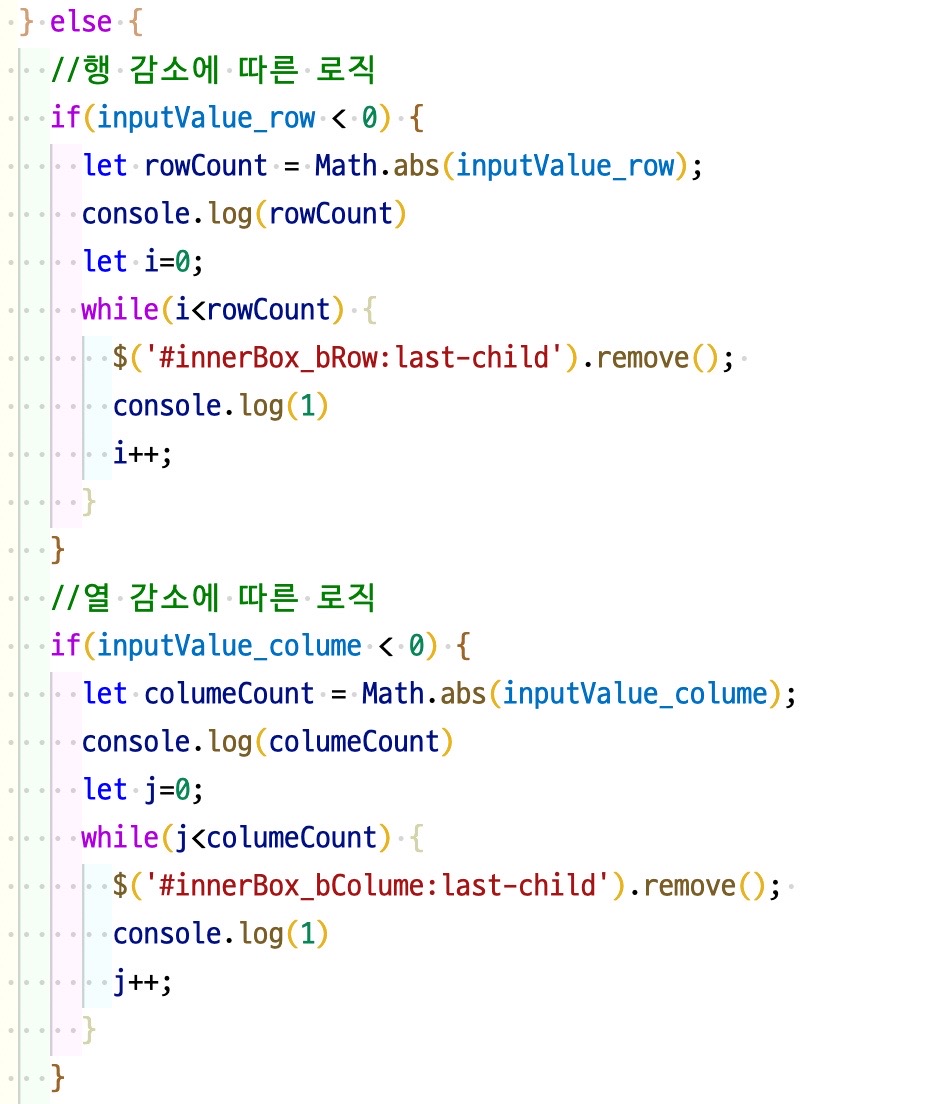 } else {
//행 감소에 따른 로직
if(inputValue_row < 0) {
let rowCount = Math.abs(inputValue_row);
console.log(rowCount)
let i=0;
while(i<rowCount) {
$('#innerBox_bRow:last-child').remove();
console.log(1)
i++;
}
}
//열 감소에 따른 로직
if(inputValue_colume < 0) {
let columeCount = Math.abs(inputValue_colume);
console.log(columeCount)
let j=0;
while(j<columeCount) {
$('#innerBox_bColume:last-child').remove();
console.log(1)
j++;
}
}